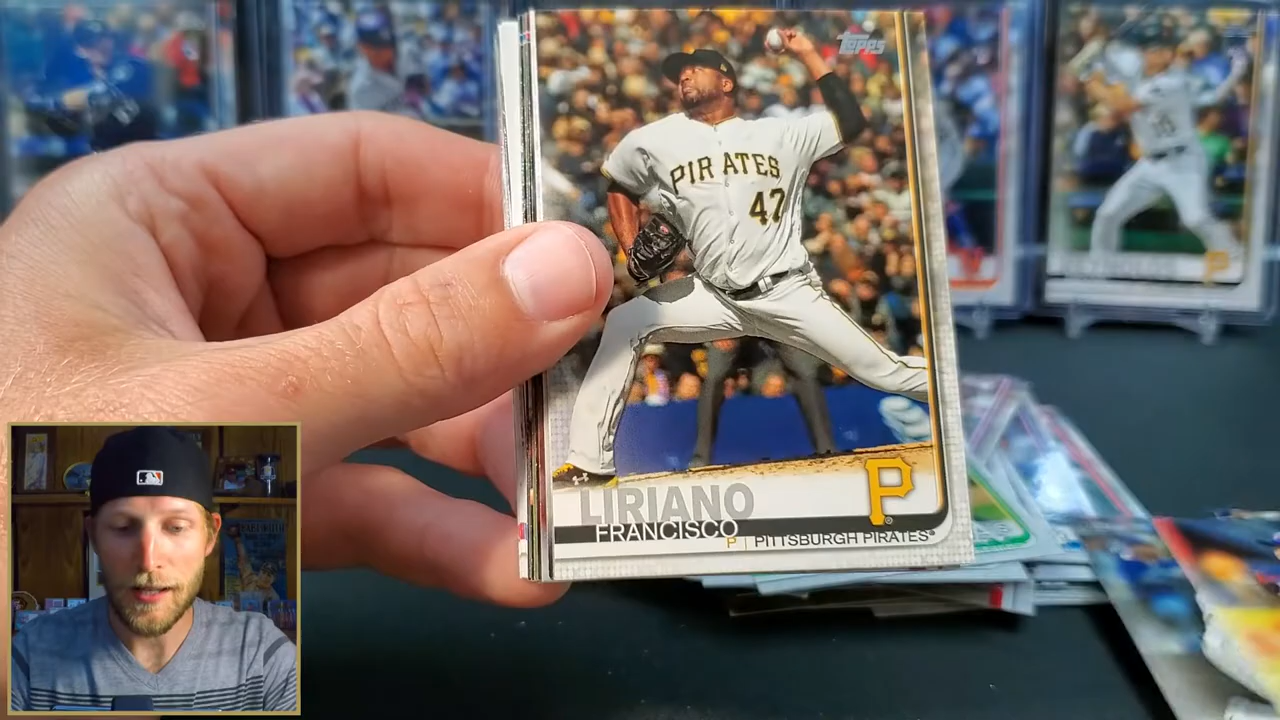 Topps
PIRATES
47
LIRIANO
FRANCISCO
P | PITTSBURGH PIRATES®
P